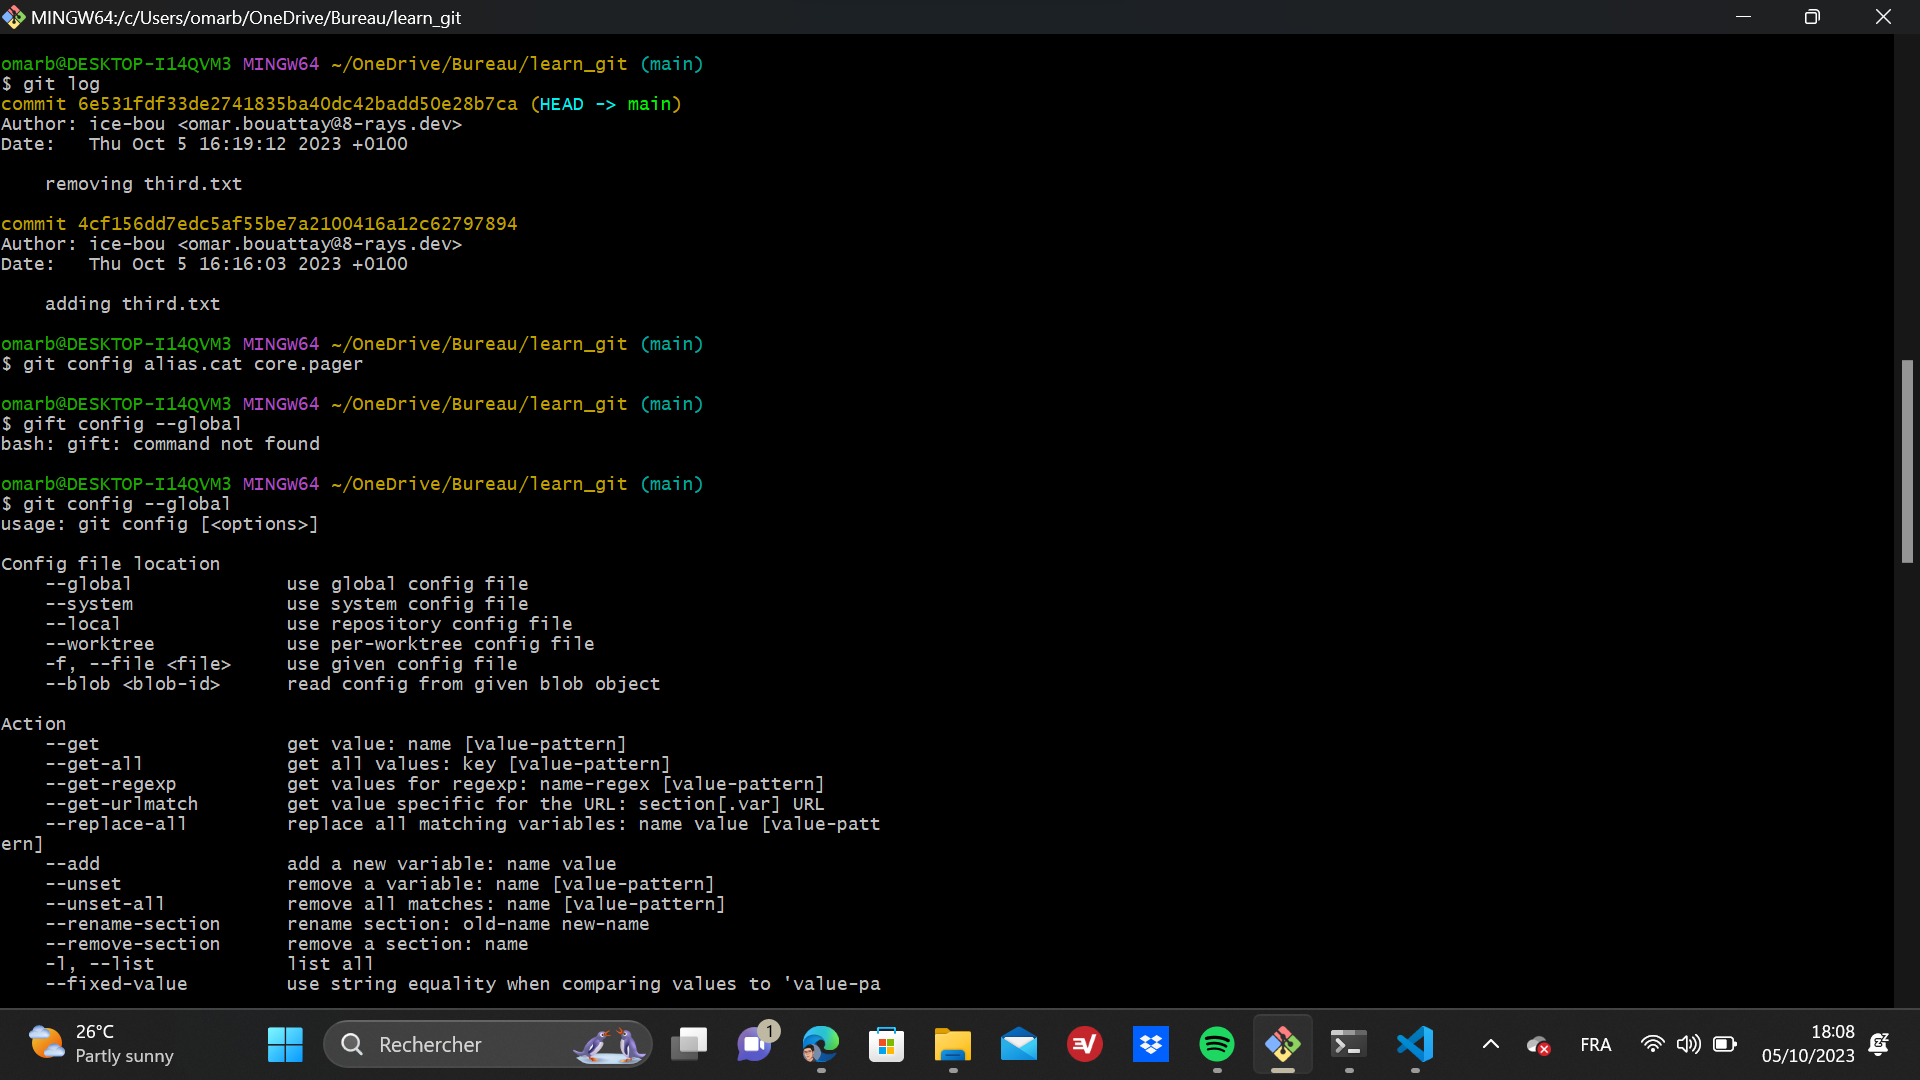 MINGW64:/c/Users/omarb/OneDrive/Bureau/learn_git
omarb@DESKTOP-I14QVM3 MINGW64 ~/OneDrive/Bureau/learn_git (main)
$ git log
commit 6e531fdf33de2741835ba40dc42badd50e28b7ca (HEAD -> main)
Author: ice-bou <omar.bouattay@8-rays.dev>
Date:   Thu Oct 5 16:19:12 2023 +0100
    removing third.txt
commit 4cf156dd7edc5af55be7a2100416a12c62797894
Author: ice-bou <omar.bouattay@8-rays.dev>
Date:   Thu Oct 5 16:16:03 2023 +0100
    adding third.txt
omarb@DESKTOP-I14QVM3 MINGW64 ~/OneDrive/Bureau/learn_git (main)
$ git config alias.cat core.pager
omarb@DESKTOP-I14QVM3 MINGW64 ~/OneDrive/Bureau/learn_git (main)
$ gift config --global
bash: gift: command not found
omarb@DESKTOP-I14QVM3 MINGW64 ~/OneDrive/Bureau/learn_git (main)
$ git config --global
usage: git config [<options>]
Config file location
    --global              use global config file
    --system              use system config file
    --local               use repository config file
    --worktree            use per-worktree config file
    -f, --file <file>     use given config file
    --blob <blob-id>      read config from given blob object
Action
    --get                 get value: name [value-pattern]
    --get-all             get all values: key [value-pattern]
    --get-regexp          get values for regexp: name-regex [value-pattern]
    --get-urlmatch        get value specific for the URL: section[.var] URL
    --replace-all         replace all matching variables: name value [value-patt
ern]
    --add                 add a new variable: name value
    --unset               remove a variable: name [value-pattern]
    --unset-all           remove all matches: name [value-pattern]
    --rename-section      rename section: old-name new-name
    --remove-section      remove a section: name
    -l, --list            list all
    --fixed-value         use string equality when comparing values to 'value-pa
26°C
Partly sunny
Rechercher
1
FRA
18:08
05/10/2023